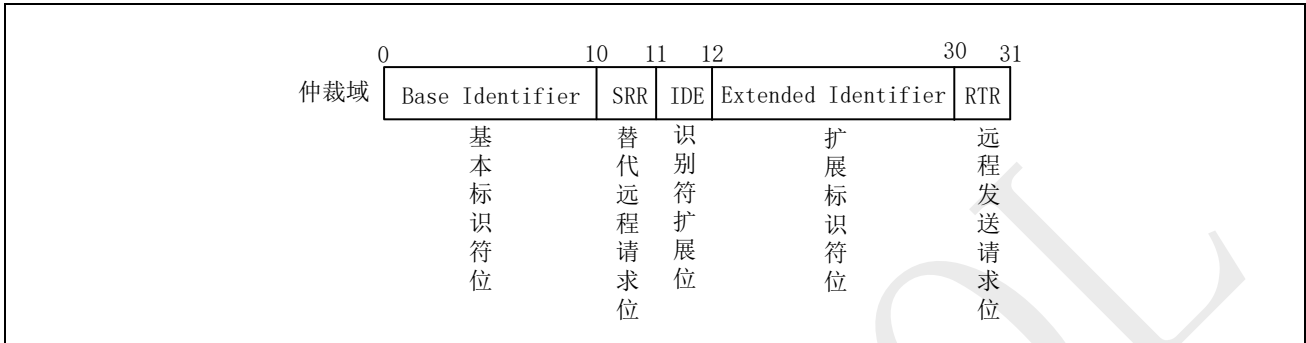 0 10 11 12 30 31
仲裁域 Base Identifier SRR IDE Extended Identifier RTR
基本标识符位
替代远程请求位
识别符扩展位
扩展标识符位
远程发送请求位
OL